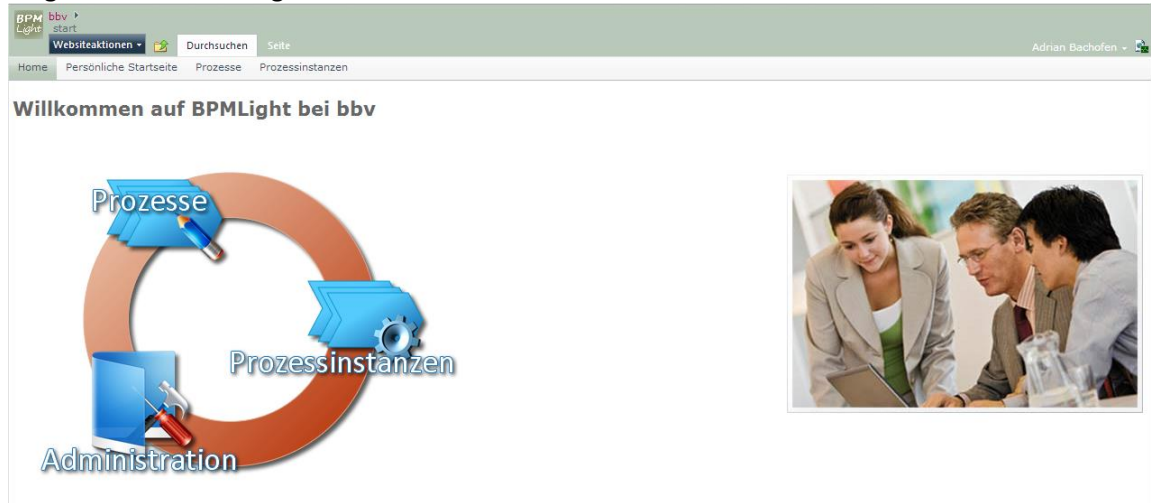 BPM bbv
Light start
Websiteaktionen Durchsuchen Seite
Adrian Bachofen
Home Persönliche Startseite Prozesse Prozessinstanzen
Willkommen auf BPMLight bei bbv
Prozesse
Prozessinstanzen
Administration